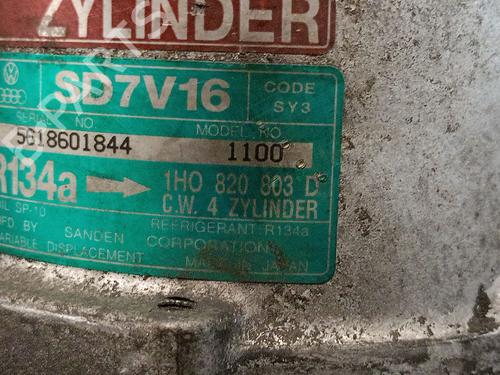 ZYLINDER
SD7V16
CODE
SY3
SERIAL NO.
MODEL NO.
5618601844
1100
R134a
1HO 820 803 D
C.W. 4 ZYLINDER
OIL SP-10
REFRIGERANT R134a
MFD BY SANDEN CORPORATION
VARIABLE DISPLACEMENT
MADE IN JAPAN